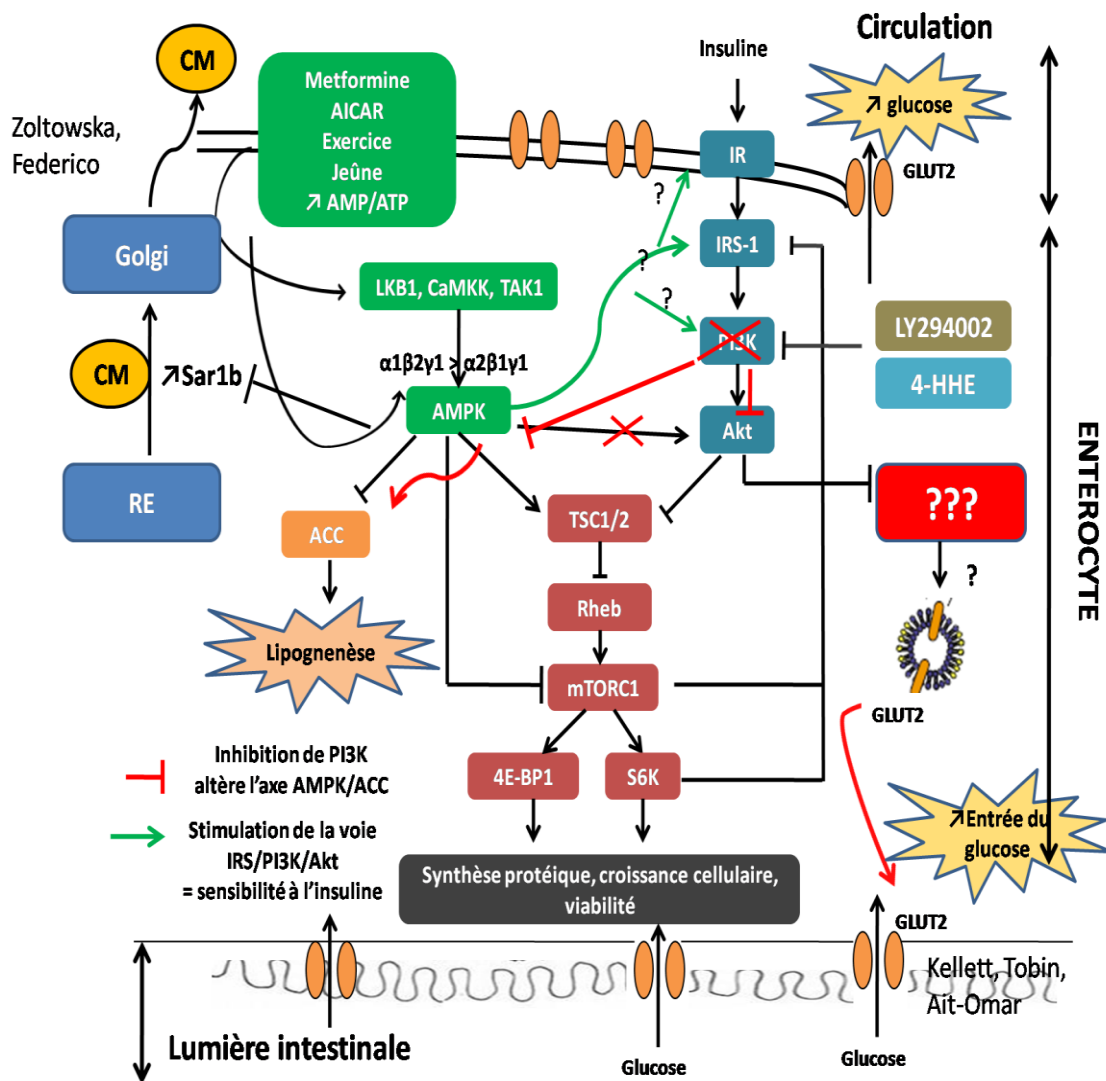 Circulation
Insuline
CM
Metformine
AICAR
Exercice
Jeûne
↗ AMP/ATP
Zoltowska,
Federico
↗ glucose
IR
GLUT2
?
Golgi
IRS-1
?
LKB1, CaMKK, TAK1
?
LY294002
PI3K
CM
↗Sar1b
α1β2γ1 > α2β1γ1
4-HHE
AMPK
Akt
ENTEROCYTE
RE
???
TSC1/2
ACC
?
Rheb
Lipognenèse
mTORC1
GLUT2
Inhibition de PI3K
altère l’axe AMPK/ACC
4E-BP1
S6K
Stimulation de la voie
IRS/PI3K/Akt
= sensibilité à l’insuline
↗Entrée du
glucose
Synthèse protéique, croissance cellulaire,
viabilité
GLUT2
Kellett, Tobin,
Ait-Omar
Lumière intestinale
Glucose
Glucose